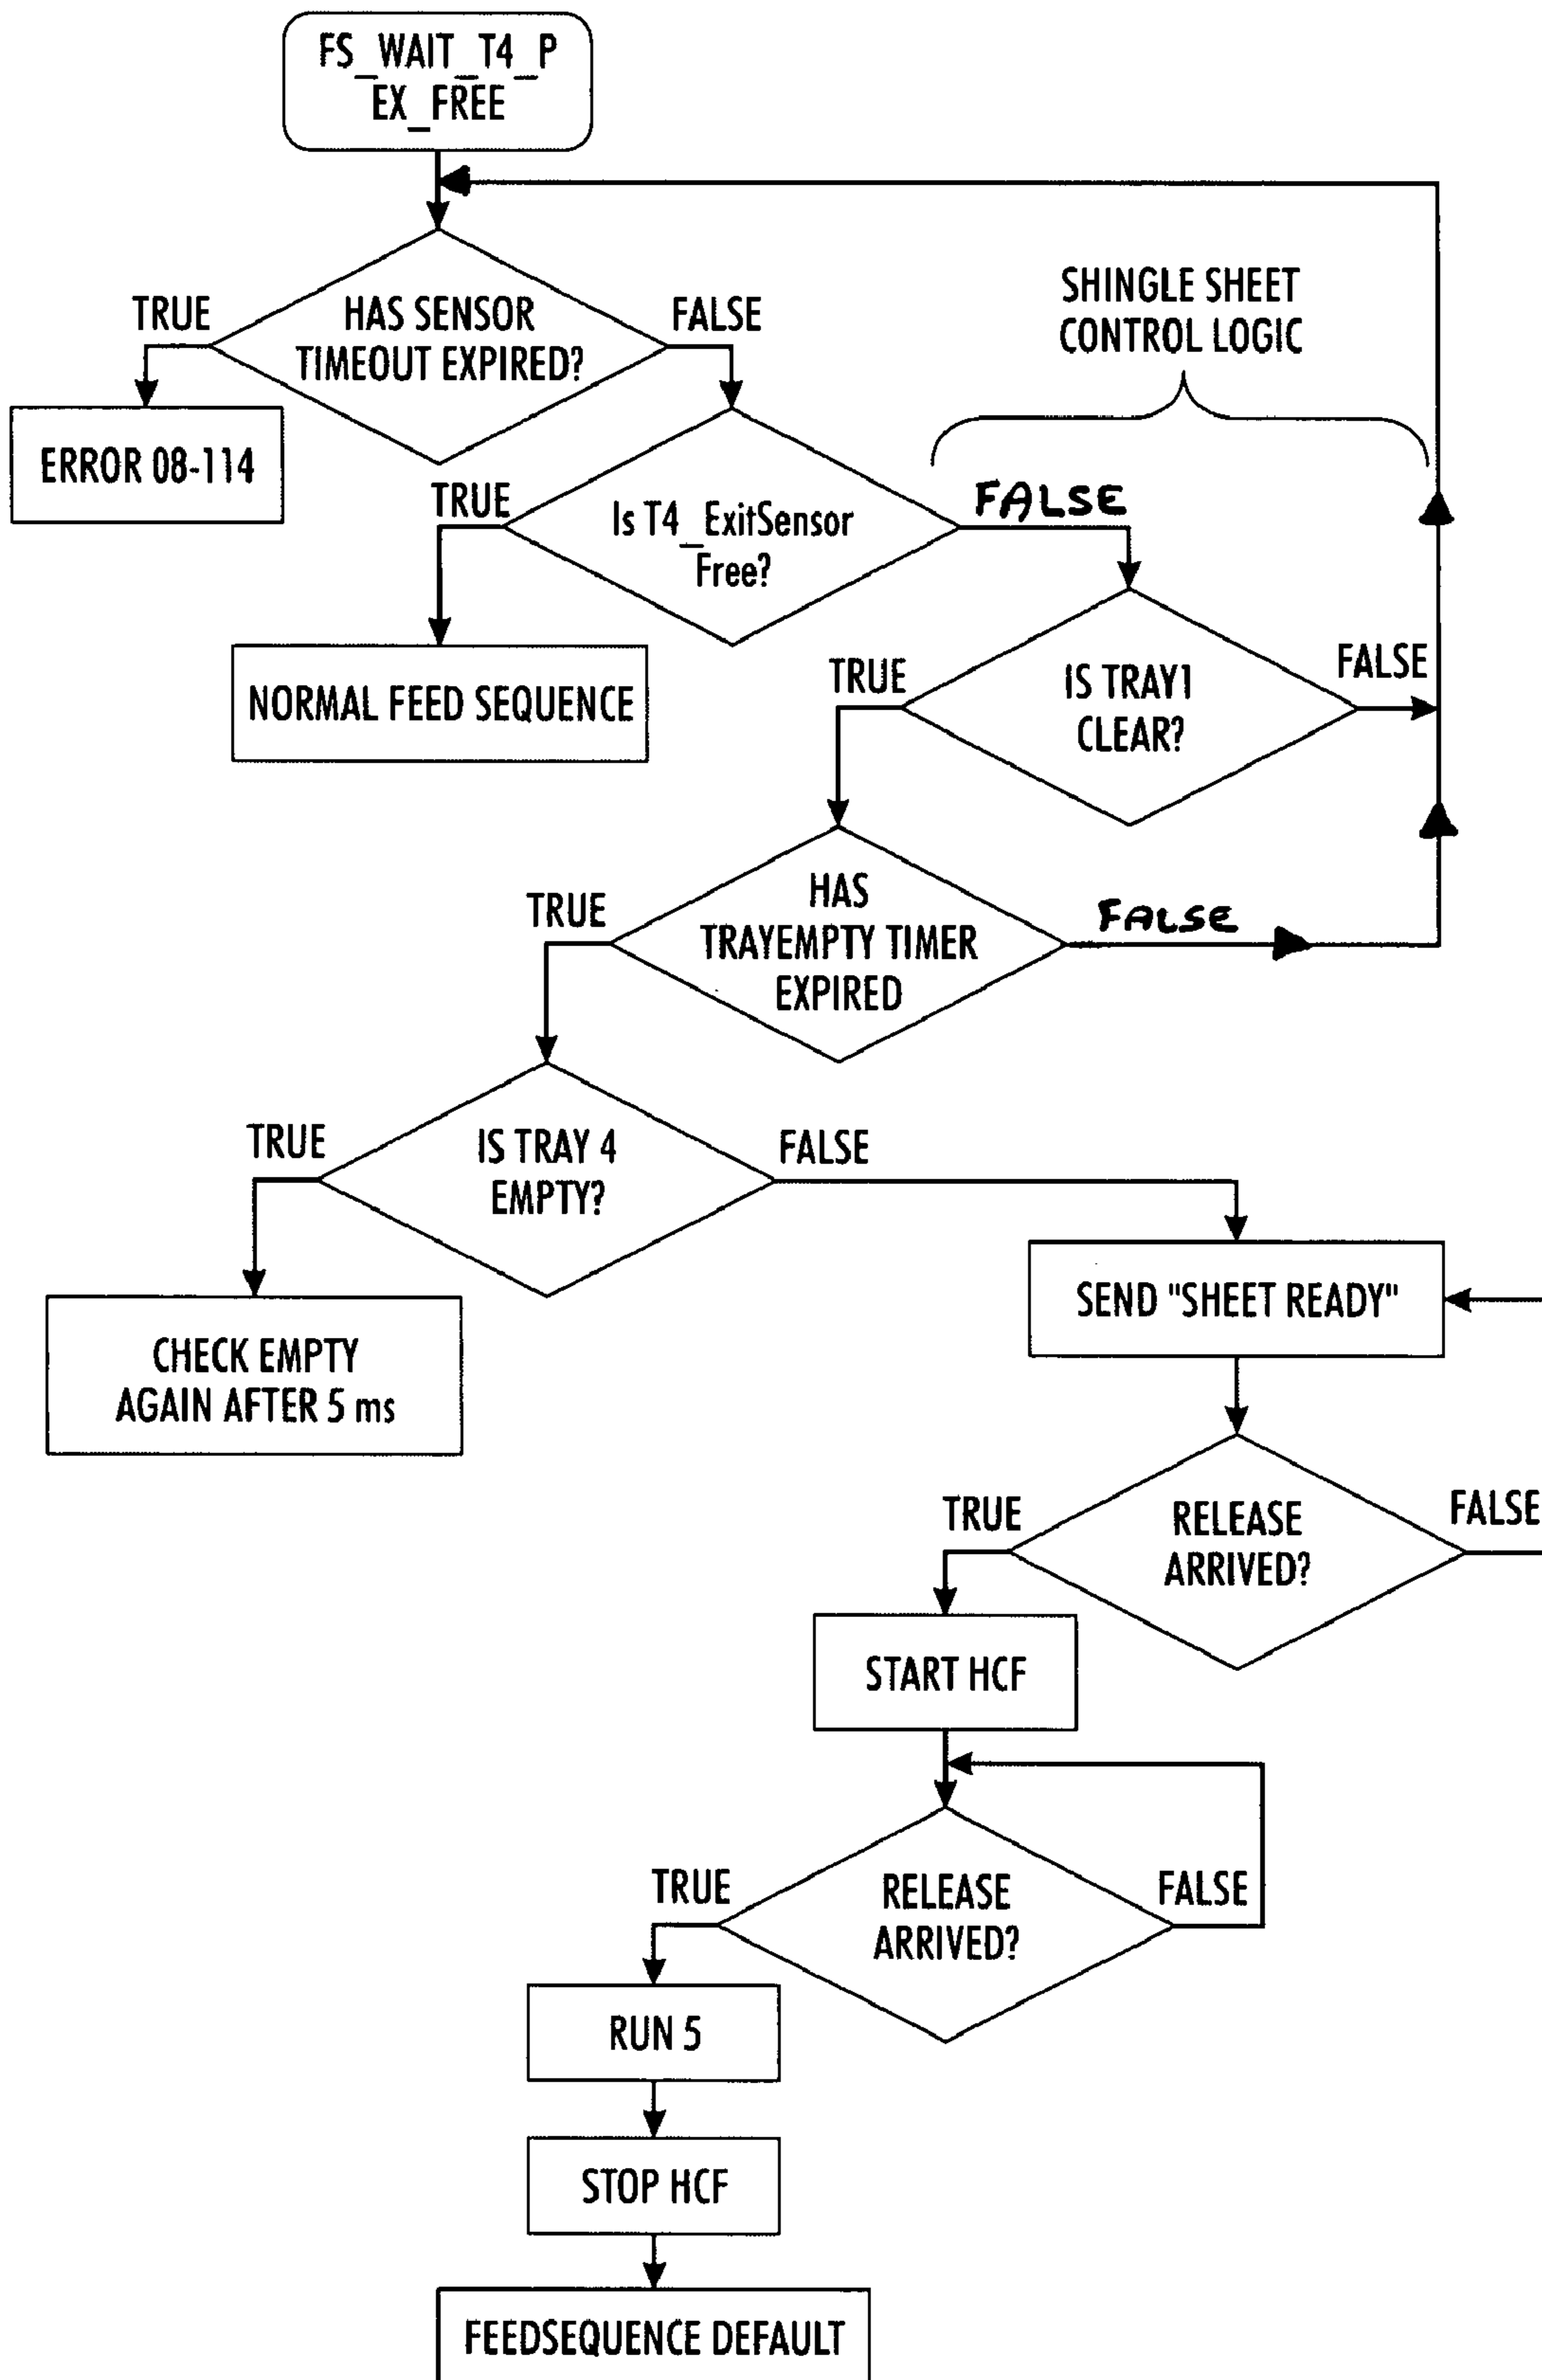 FS_WAIT_T4_P
EX_FREE
TRUE
HAS SENSOR
TIMEOUT EXPIRED?
FALSE
SHINGLE SHEET
CONTROL LOGIC
ERROR 08-114
TRUE
Is T4_ExitSensor
Free?
FALSE
NORMAL FEED SEQUENCE
TRUE
IS TRAY1
CLEAR?
FALSE
TRUE
HAS
TRAYEMPTY TIMER
EXPIRED
FALSE
TRUE
IS TRAY 4
EMPTY?
FALSE
CHECK EMPTY
AGAIN AFTER 5 ms
SEND "SHEET READY"
TRUE
RELEASE
ARRIVED?
FALSE
START HCF
TRUE
RELEASE
ARRIVED?
FALSE
RUN 5
STOP HCF
FEEDSEQUENCE DEFAULT